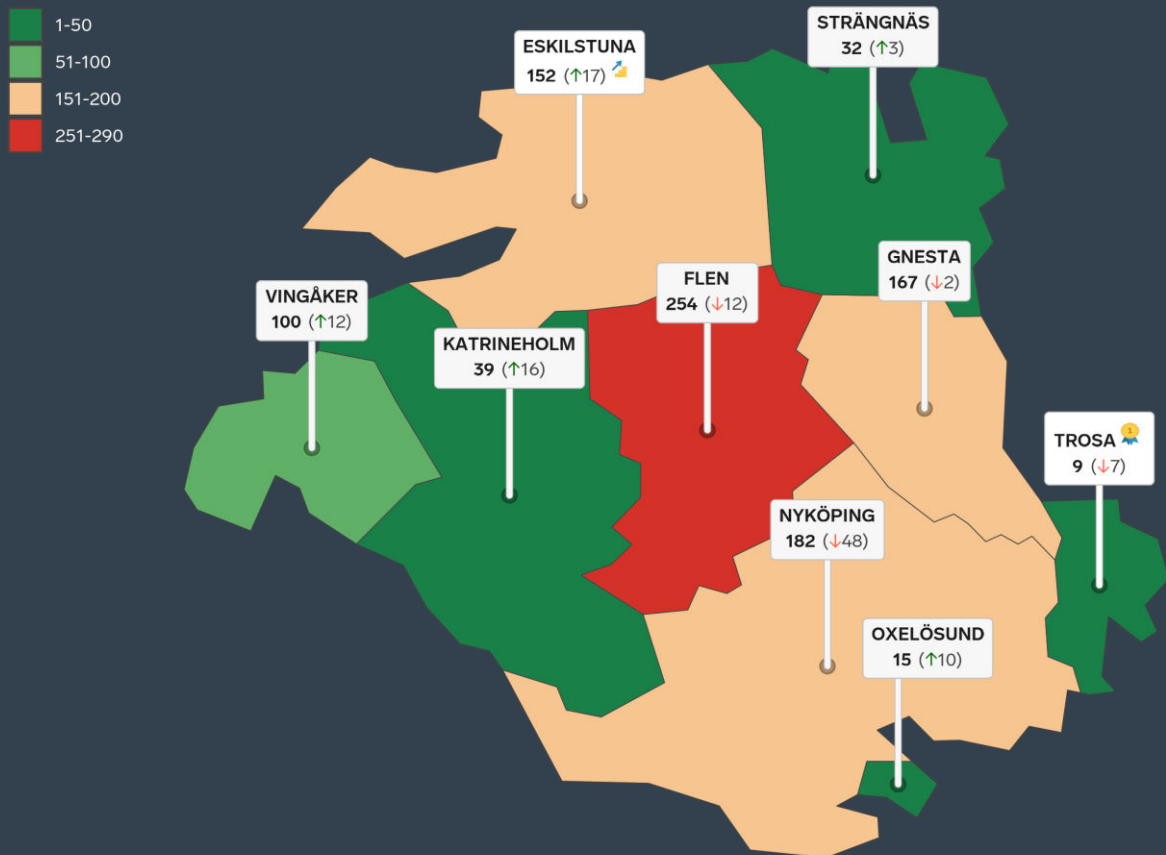 1-50
51-100
151-200
251-290
ESKILSTUNA
152 (↑17)
STRÄNGNÄS
32 (↑3)
GNESTA
167 (↓2)
FLEN
254 (↓12)
VINGÅKER
100 (↑12)
KATRINEHOLM
39 (↑16)
TROSA
9 (↓7)
NYKÖPING
182 (↓48)
OXELÖSUND
15 (↑10)